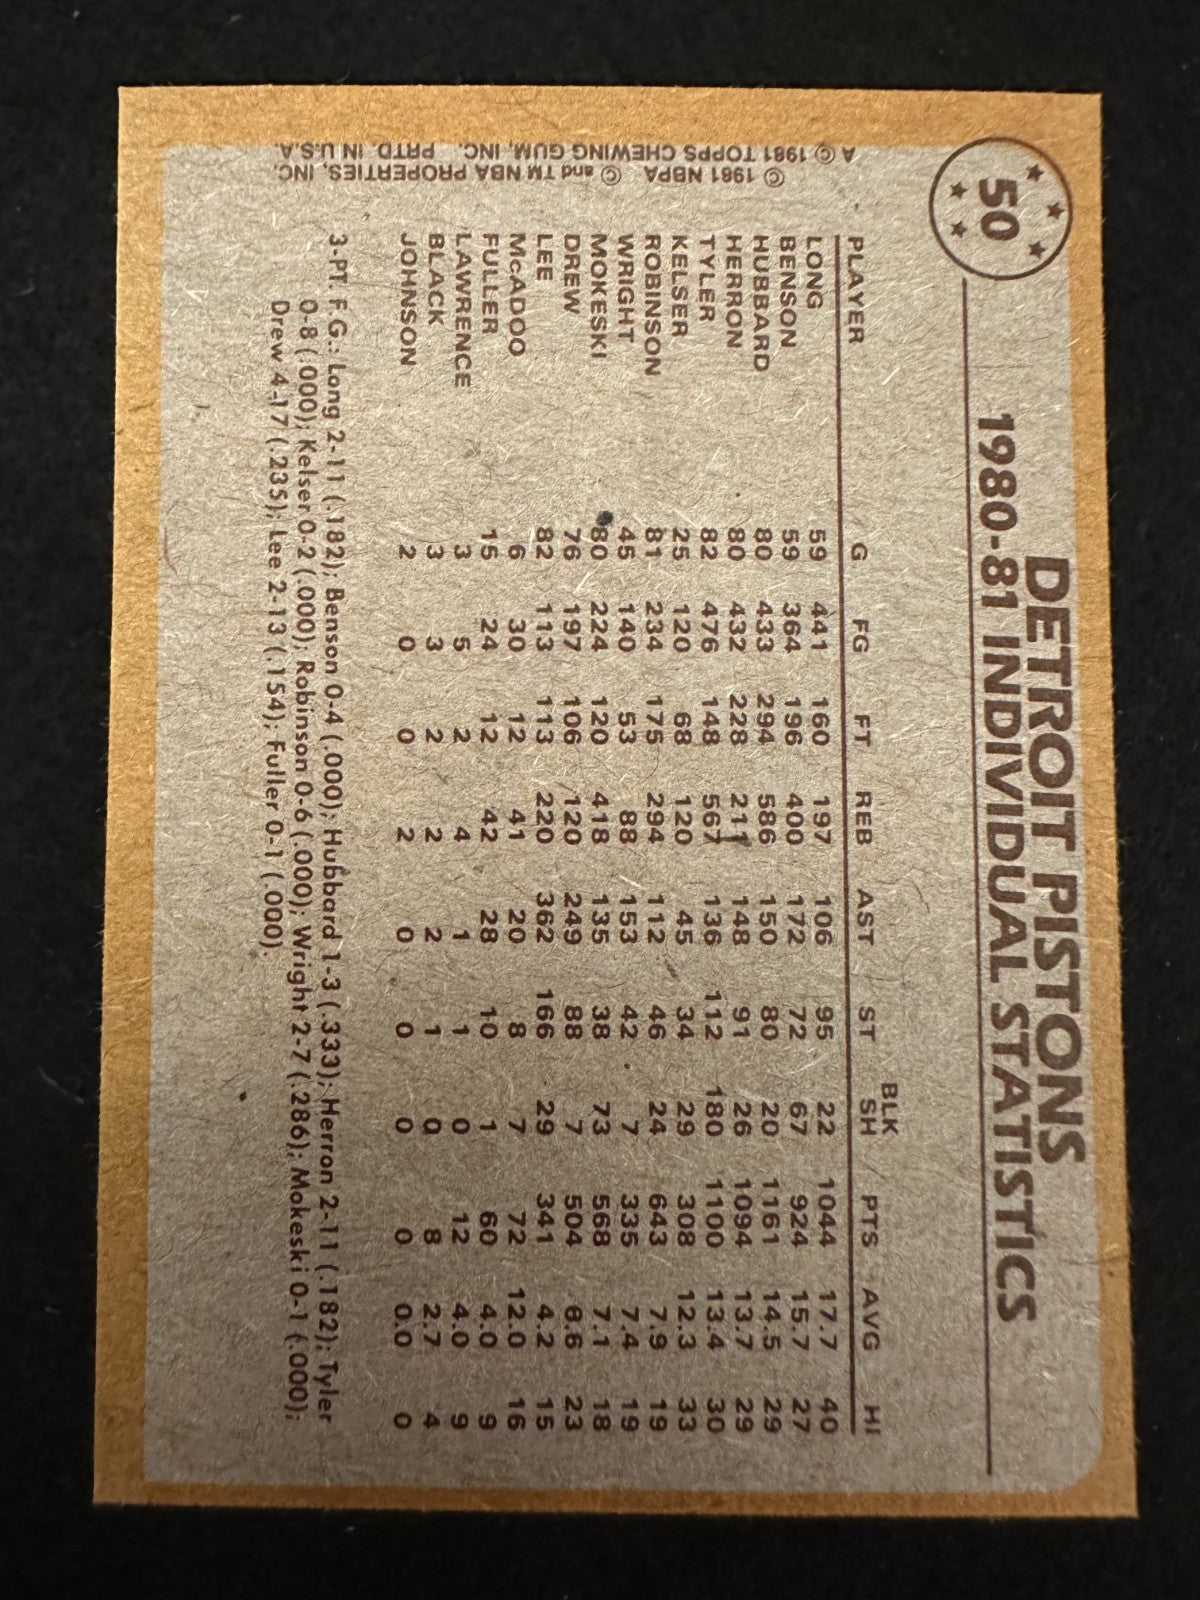 50
DETROIT PISTONS
1980-81 INDIVIDUAL STATISTICS
PLAYER G FG FT REB AST ST BLK SH PTS AVG HI
LONG 59 441 160 197 106 95 22 1044 17.7 40
BENSON 59 364 196 400 172 72 67 924 15.7 27
HUBBARD 80 433 294 586 150 80 20 1161 14.5 29
HERRON 80 432 228 211 148 91 26 1094 13.7 29
TYLER 82 476 148 567 136 112 180 1100 13.4 30
KELSER 25 120 68 120 45 34 29 308 12.3 33
ROBINSON 81 234 175 294 112 46 24 643 7.9 19
WRIGHT 45 140 53 88 153 42 7 335 7.4 19
MOKESKI 80 224 120 418 135 38 73 568 7.1 18
DREW 76 197 106 120 249 88 7 504 6.6 23
LEE 82 113 113 220 362 166 29 341 4.2 15
McADOO 6 30 12 41 20 8 7 72 12.0 16
FULLER 15 24 12 42 28 10 1 60 4.0 9
LAWRENCE 3 5 2 4 1 1 0 12 4.0 9
BLACK 3 3 2 2 2 1 0 8 2.7 4
JOHNSON 2 0 0 2 0 0 0 0 0.0 0
3-PT. F.G.: Long 2-11 (.182); Benson 0-4 (.000); Hubbard 1-3 (.333); Herron 2-11 (.182); Tyler
0-8 (.000); Kelser 0-2 (.000); Robinson 0-6 (.000); Wright 2-7 (.286); Mokeski 0-1 (.000);
Drew 4-17 (.235); Lee 2-13 (.154); Fuller 0-1 (.000).
© 1981 NBPA © and TM NBA PROPERTIES, INC.
A © 1981 TOPPS CHEWING GUM, INC. PRTD. IN U.S.A.